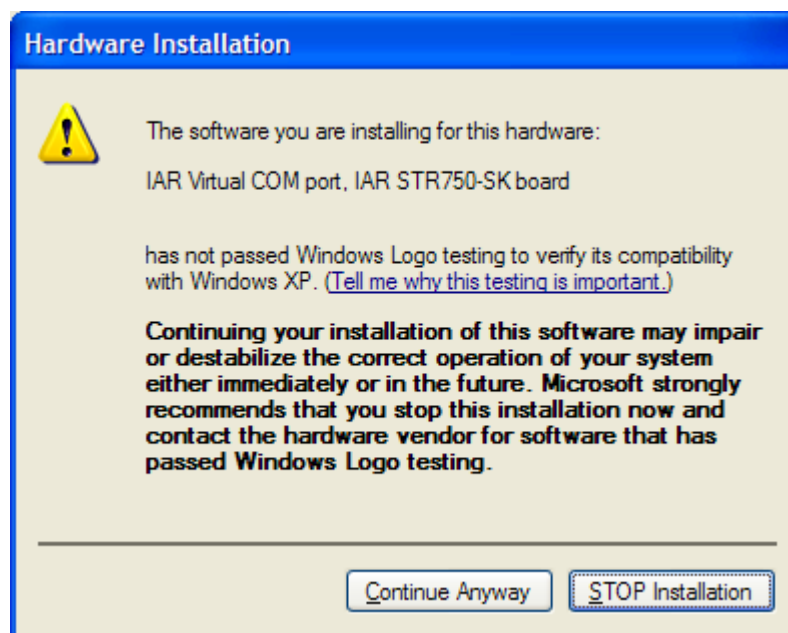 Hardware Installation
The software you are installing for this hardware:
IAR Virtual COM port, IAR STR750-SK board
has not passed Windows Logo testing to verify its compatibility
with Windows XP. (Tell me why this testing is important.)
Continuing your installation of this software may impair
or destabilize the correct operation of your system
either immediately or in the future. Microsoft strongly
recommends that you stop this installation now and
contact the hardware vendor for software that has
passed Windows Logo testing.
Continue Anyway STOP Installation